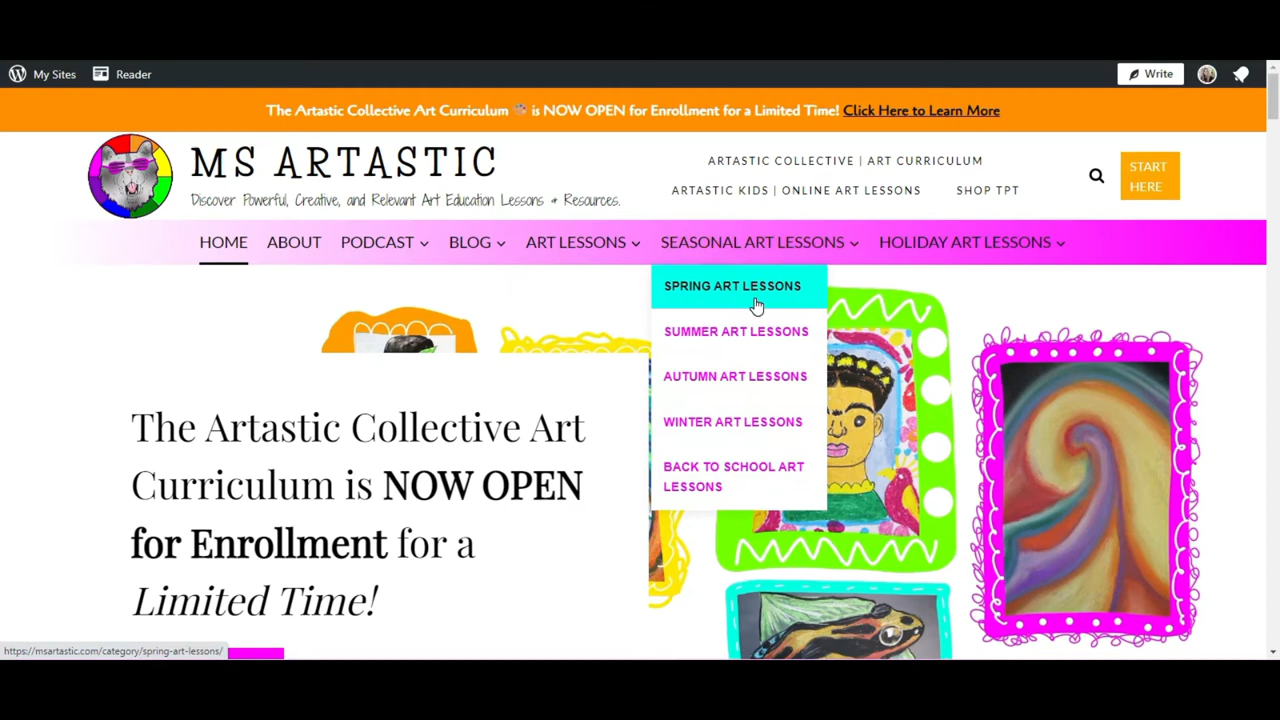 My Sites
Reader
Write
The Artastic Collective Art Curriculum 🎨 is NOW OPEN for Enrollment for a Limited Time! Click Here to Learn More
MS ARTASTIC
Discover Powerful, Creative, and Relevant Art Education Lessons & Resources.
ARTASTIC COLLECTIVE | ART CURRICULUM
ARTASTIC KIDS | ONLINE ART LESSONS
SHOP TPT
START
HERE
HOME
ABOUT
PODCAST
BLOG
ART LESSONS
SEASONAL ART LESSONS
HOLIDAY ART LESSONS
SPRING ART LESSONS
SUMMER ART LESSONS
AUTUMN ART LESSONS
WINTER ART LESSONS
BACK TO SCHOOL ART
LESSONS
The Artastic Collective Art
Curriculum is NOW OPEN
for Enrollment for a
Limited Time!
https://msartastic.com/category/spring-art-lessons/